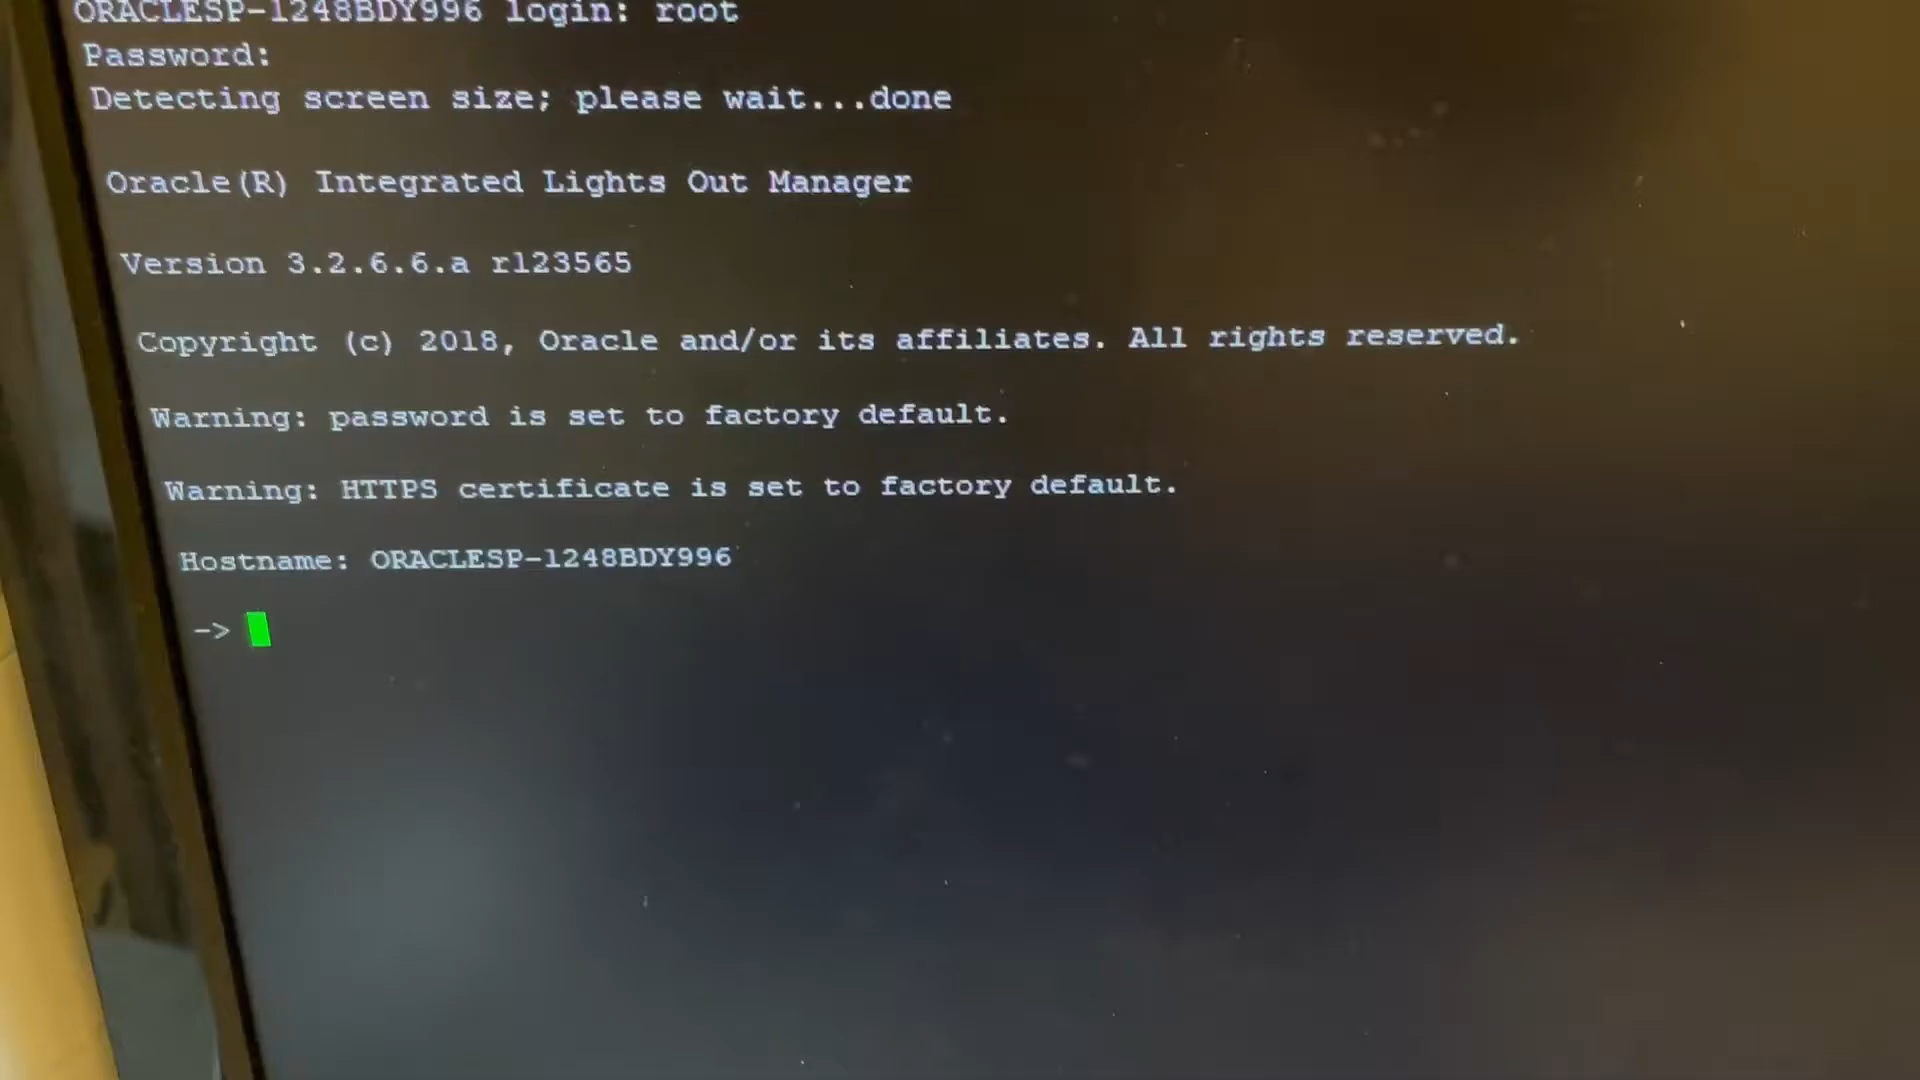 ORACLESP-1248BDY996 login: root
Password:
Detecting screen size; please wait...done
Oracle(R) Integrated Lights Out Manager
Version 3.2.6.6.a r123565
Copyright (c) 2018, Oracle and/or its affiliates. All rights reserved.
Warning: password is set to factory default.
Warning: HTTPS certificate is set to factory default.
Hostname: ORACLESP-1248BDY996
->